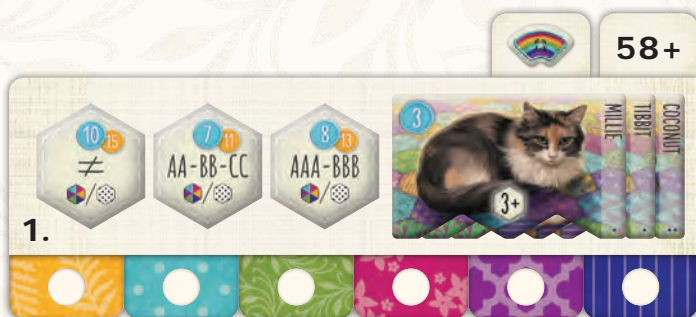 58+
10 15
≠
/
7 11
AA-BB-CC
/
8 13
AAA-BBB
/
3
3+
MILLIE
TIBBIT
COCONUT
1.